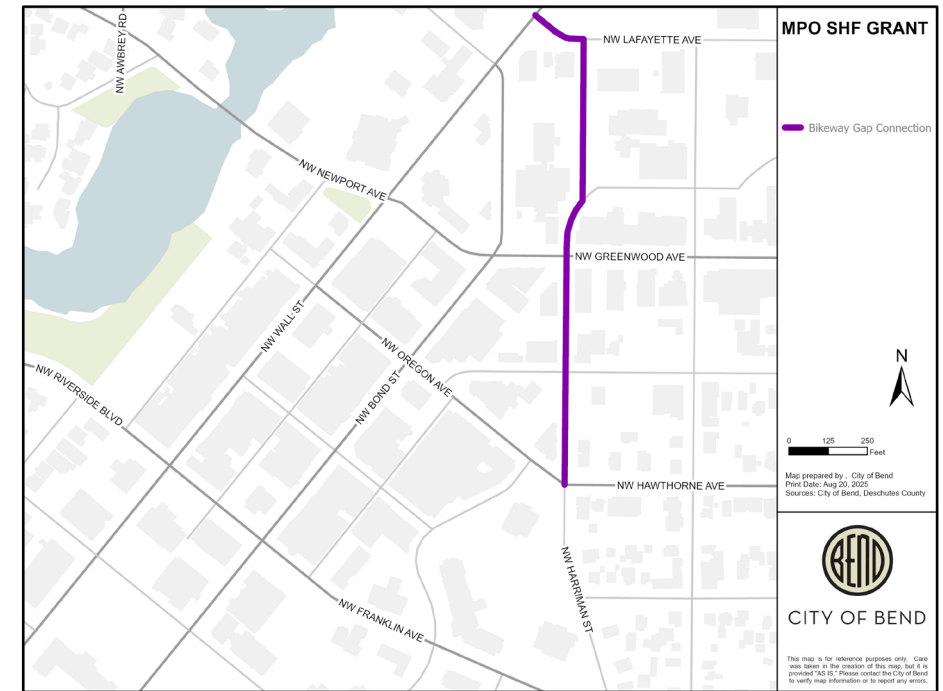 MPO SHF GRANT
Bikeway Gap Connection
N
0 125 250
Feet
Map prepared by , City of Bend
Print Date: Aug 20, 2025
Sources: City of Bend, Deschutes County
BEND
CITY OF BEND
This map is for reference purposes only. Care
was taken in the creation of this map, but it is
provided "AS IS." Please contact the City of Bend
to verify map information or to report any errors.
NW AWBREY RD
NW LAFAYETTE AVE
NW NEWPORT AVE
NW GREENWOOD AVE
NW WALL ST
NW OREGON AVE
NW BOND ST
NW RIVERSIDE BLVD
NW HAWTHORNE AVE
NW HARRIMAN ST
NW FRANKLIN AVE